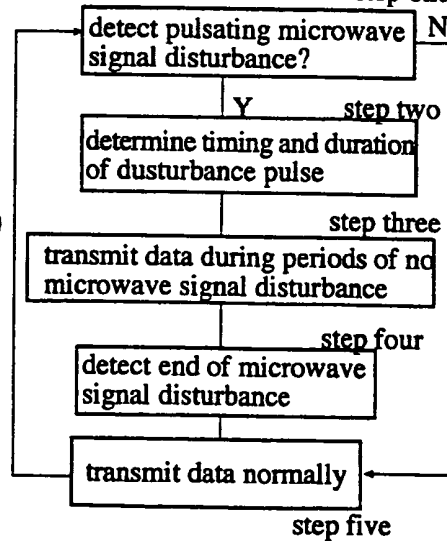 detect pulsating microwave
signal disturbance?
N
Y
step two
determine timing and duration
of dusturbance pulse
step three
transmit data during periods of no
microwave signal disturbance
step four
detect end of microwave
signal disturbance
transmit data normally
step five